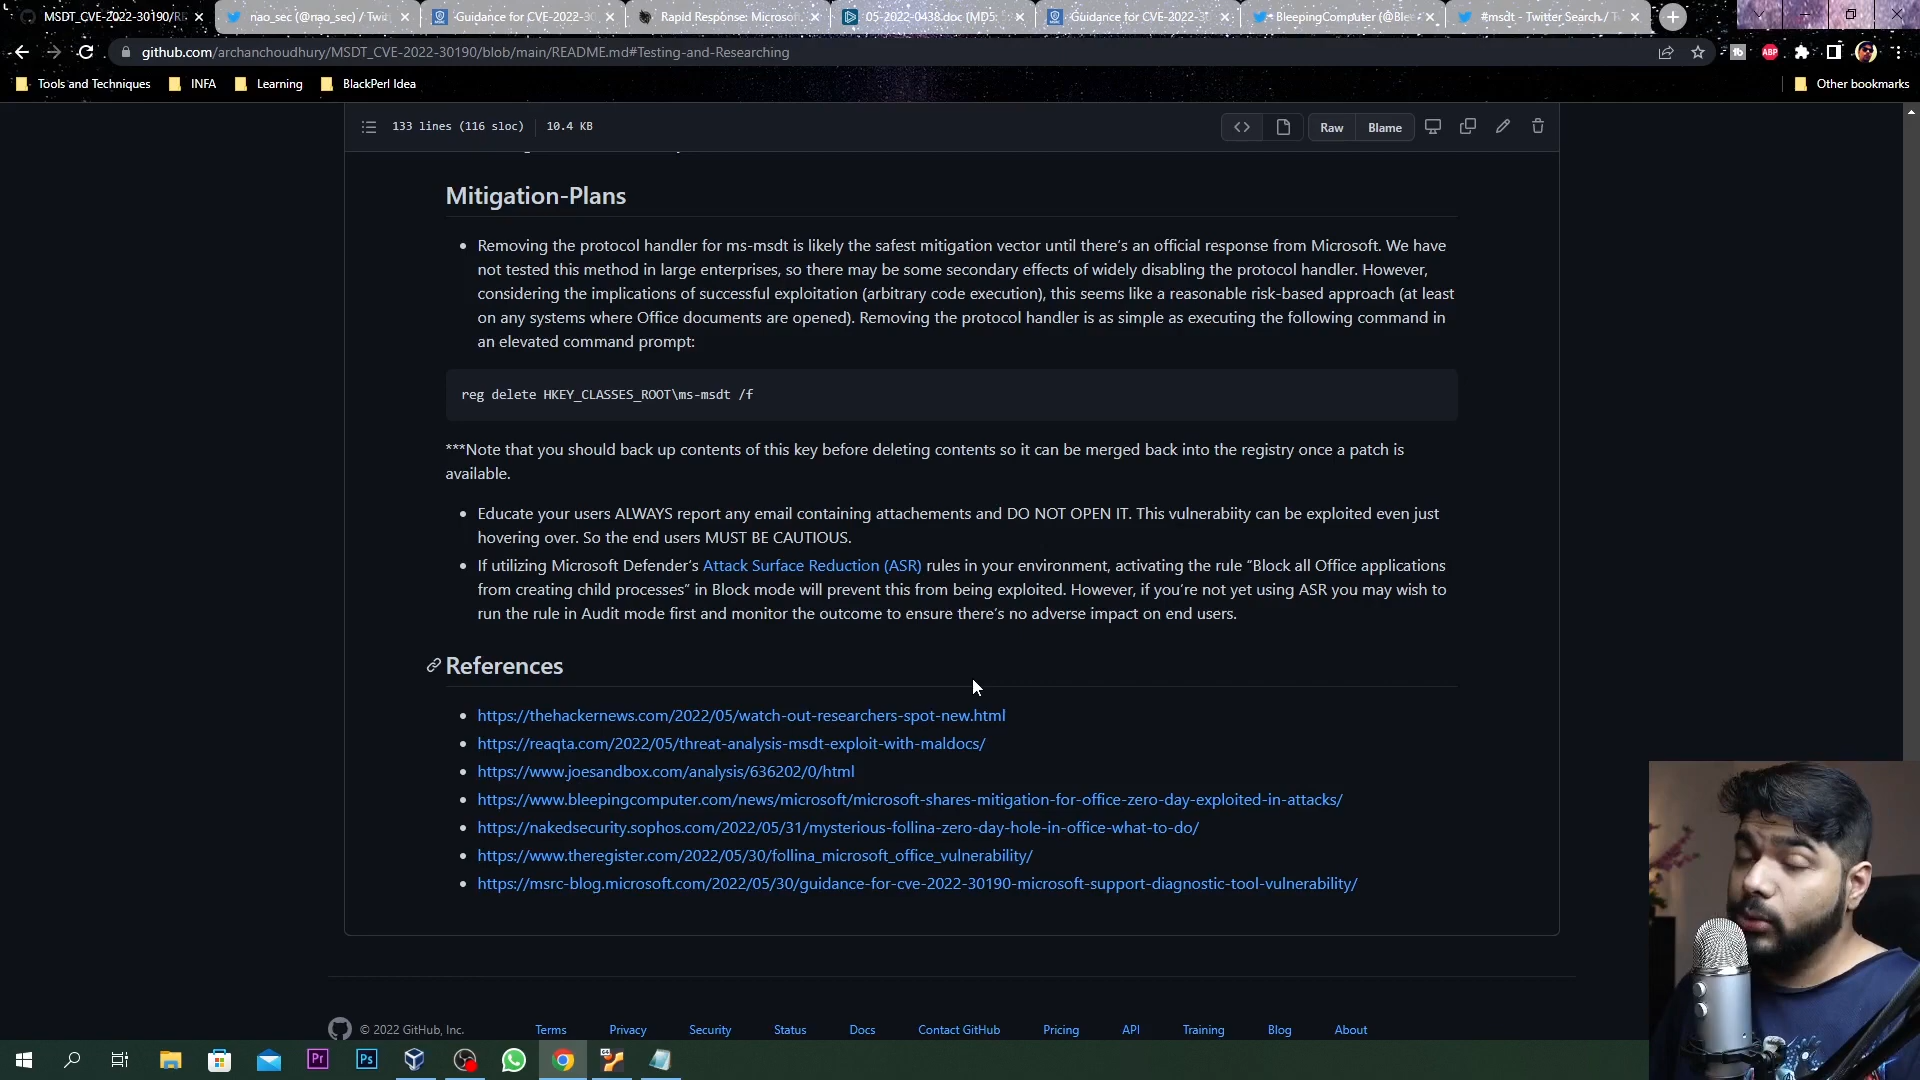 MSDT_CVE-2022-30190/RE
nao_sec (@nao_sec) / Twit
Guidance for CVE-2022-30
Rapid Response: Microsof
05-2022-0438.doc (MD5:
Guidance for CVE-2022-3
BleepingComputer (@Blee
#msdt - Twitter Search / T
github.com/archanchoudhury/MSDT_CVE-2022-30190/blob/main/README.md#Testing-and-Researching
Tools and Techniques
INFA
Learning
BlackPerl Idea
Other bookmarks
133 lines (116 sloc)
10.4 KB
Raw
Blame
Mitigation-Plans
Removing the protocol handler for ms-msdt is likely the safest mitigation vector until there's an official response from Microsoft. We have
not tested this method in large enterprises, so there may be some secondary effects of widely disabling the protocol handler. However,
considering the implications of successful exploitation (arbitrary code execution), this seems like a reasonable risk-based approach (at least
on any systems where Office documents are opened). Removing the protocol handler is as simple as executing the following command in
an elevated command prompt:
reg delete HKEY_CLASSES_ROOT\ms-msdt /f
***Note that you should back up contents of this key before deleting contents so it can be merged back into the registry once a patch is
available.
Educate your users ALWAYS report any email containing attachements and DO NOT OPEN IT. This vulnerabiity can be exploited even just
hovering over. So the end users MUST BE CAUTIOUS.
If utilizing Microsoft Defender's Attack Surface Reduction (ASR) rules in your environment, activating the rule "Block all Office applications
from creating child processes" in Block mode will prevent this from being exploited. However, if you're not yet using ASR you may wish to
run the rule in Audit mode first and monitor the outcome to ensure there's no adverse impact on end users.
References
https://thehackernews.com/2022/05/watch-out-researchers-spot-new.html
https://reaqta.com/2022/05/threat-analysis-msdt-exploit-with-maldocs/
https://www.joesandbox.com/analysis/636202/0/html
https://www.bleepingcomputer.com/news/microsoft/microsoft-shares-mitigation-for-office-zero-day-exploited-in-attacks/
https://nakedsecurity.sophos.com/2022/05/31/mysterious-follina-zero-day-hole-in-office-what-to-do/
https://www.theregister.com/2022/05/30/follina_microsoft_office_vulnerability/
https://msrc-blog.microsoft.com/2022/05/30/guidance-for-cve-2022-30190-microsoft-support-diagnostic-tool-vulnerability/
© 2022 GitHub, Inc.
Terms
Privacy
Security
Status
Docs
Contact GitHub
Pricing
API
Training
Blog
About